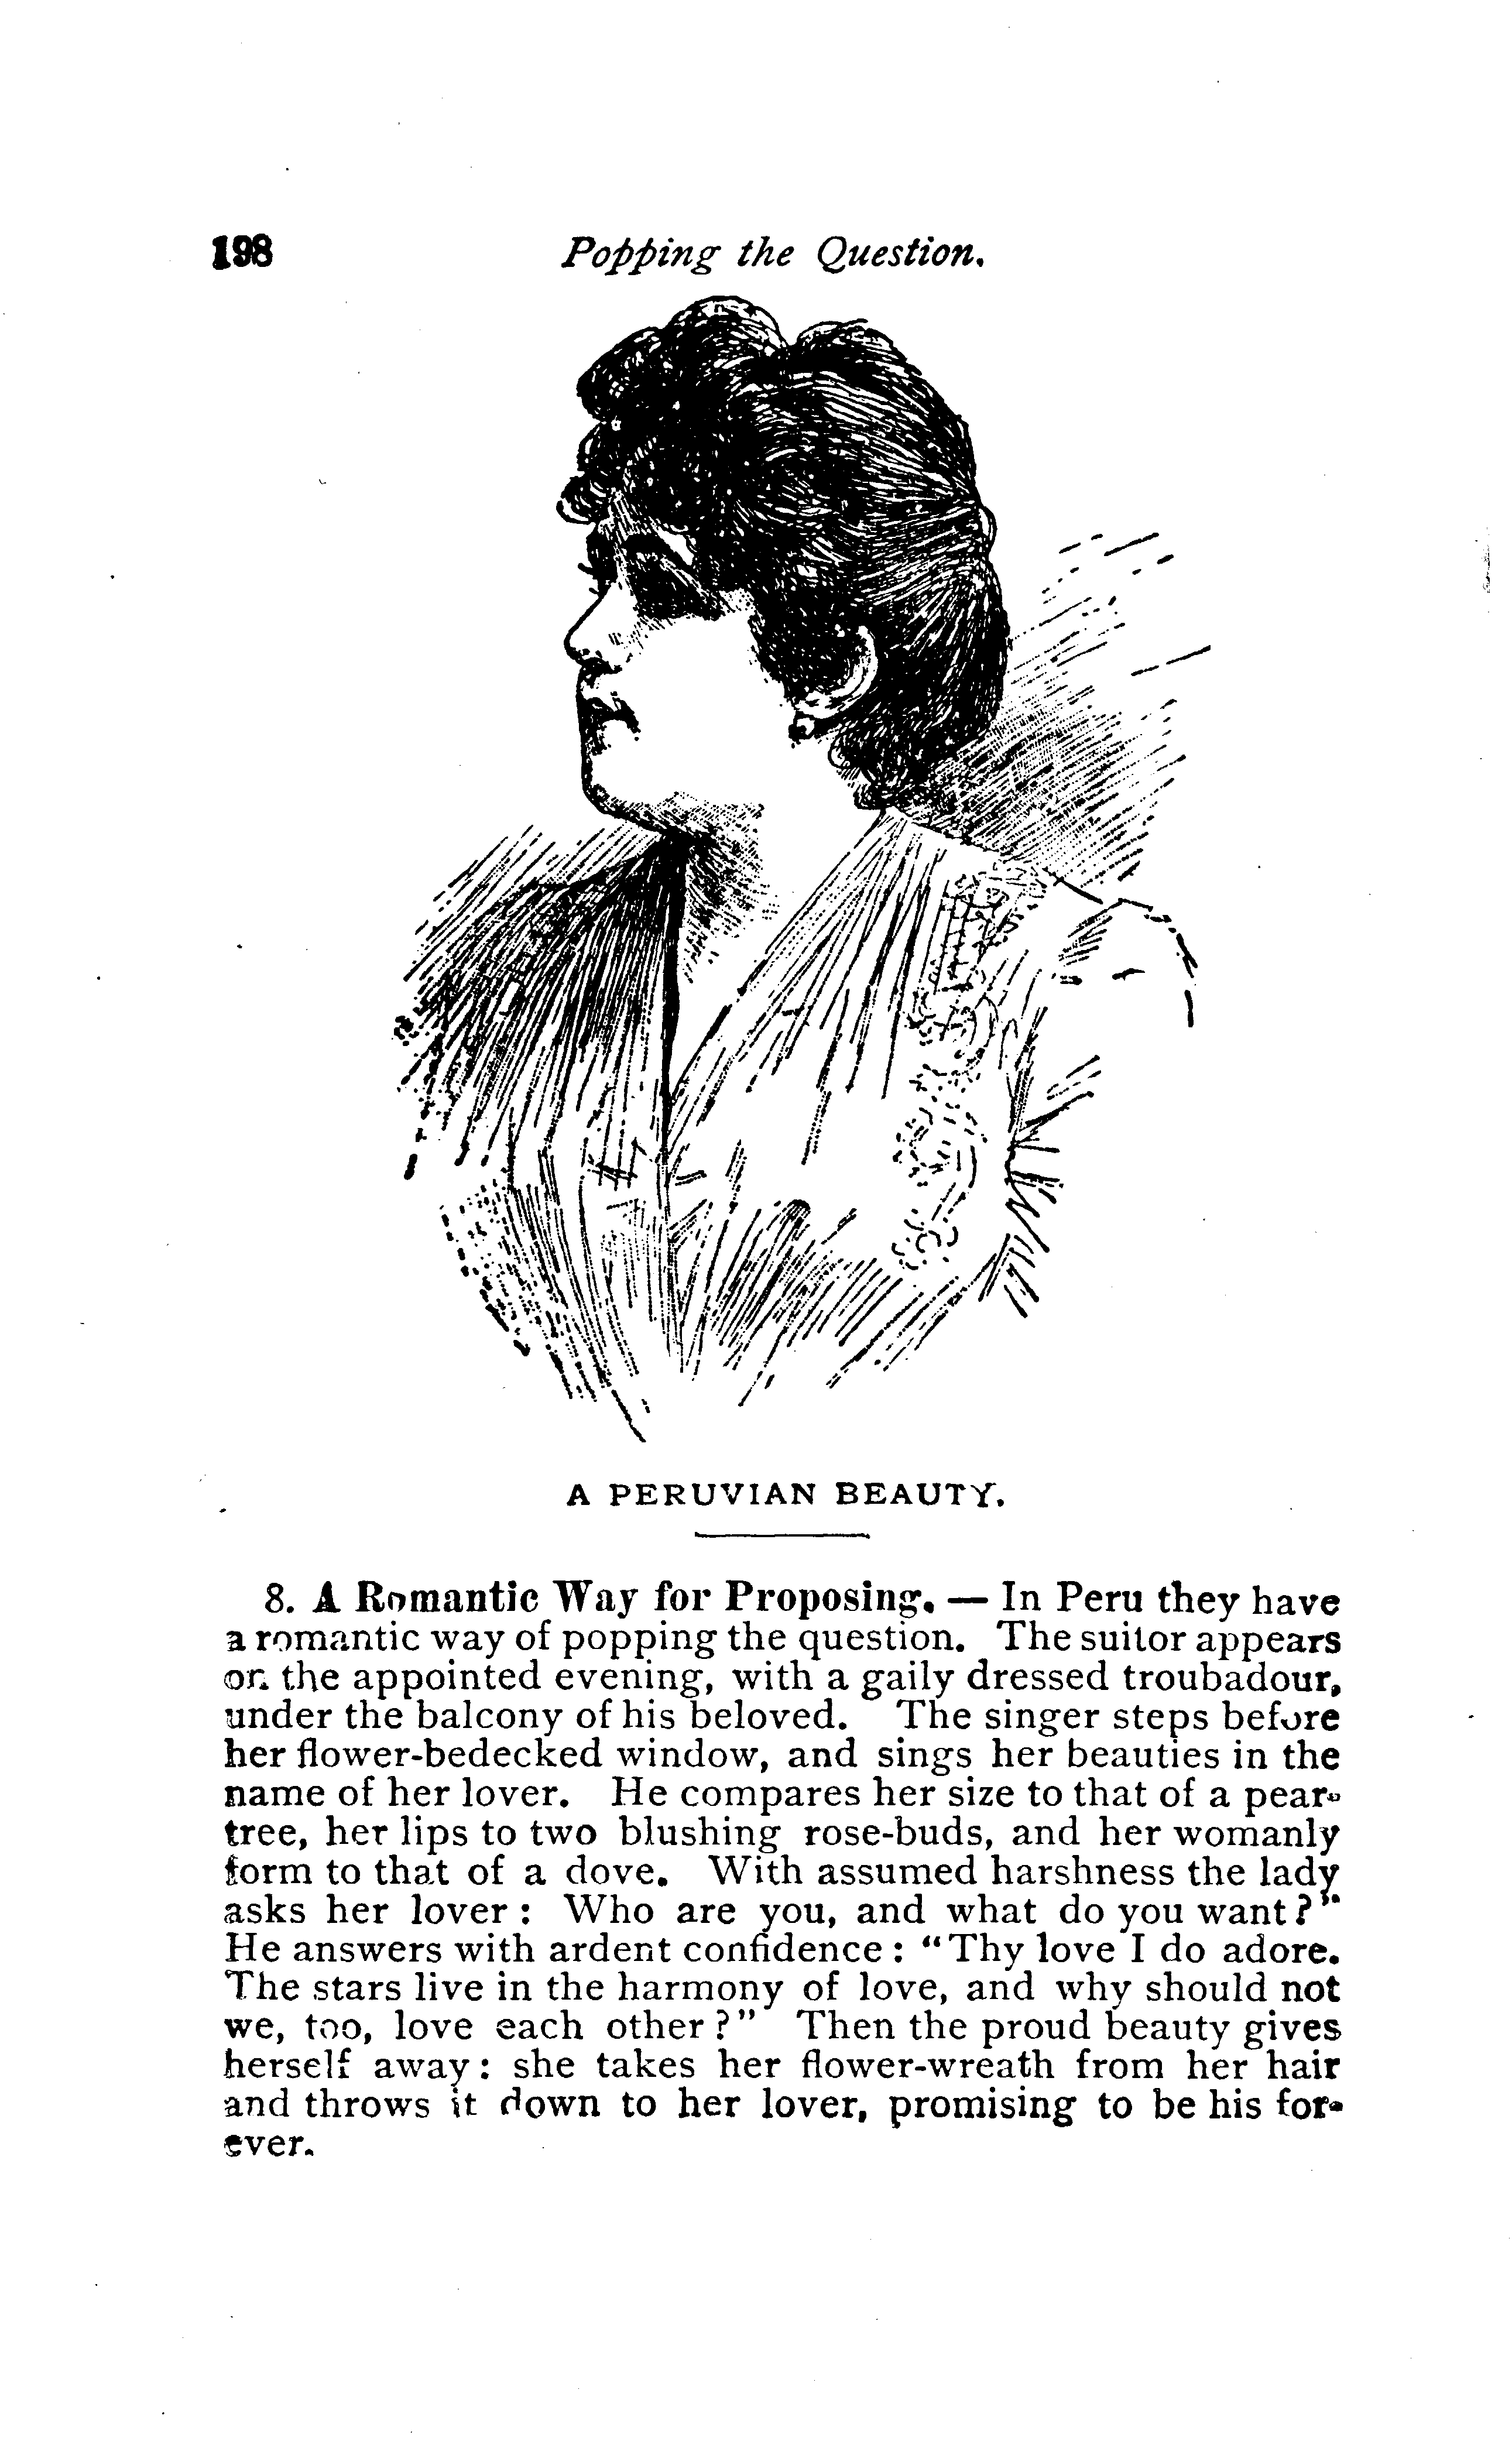 198
Popping the Question.
A PERUVIAN BEAUTY.
8. A Romantic Way for Proposing. — In Peru they have
a romantic way of popping the question. The suitor appears
on the appointed evening, with a gaily dressed troubadour,
under the balcony of his beloved. The singer steps before
her flower-bedecked window, and sings her beauties in the
name of her lover. He compares her size to that of a pear-
tree, her lips to two blushing rose-buds, and her womanly
form to that of a dove. With assumed harshness the lady
asks her lover: Who are you, and what do you want?"
He answers with ardent confidence: "Thy love I do adore.
The stars live in the harmony of love, and why should not
we, too, love each other?" Then the proud beauty gives
herself away: she takes her flower-wreath from her hair
and throws it down to her lover, promising to be his for-
ever.